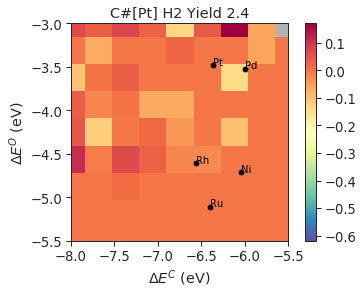 C#[Pt] H2 Yield 2.4
−3.0
−3.5
−4.0
−4.5
−5.0
−5.5
ΔE^O (eV)
Pt
Pd
Rh
Ni
Ru
−8.0 −7.5 −7.0 −6.5 −6.0 −5.5
ΔE^C (eV)
0.1
0.0
−0.1
−0.2
−0.3
−0.4
−0.5
−0.6